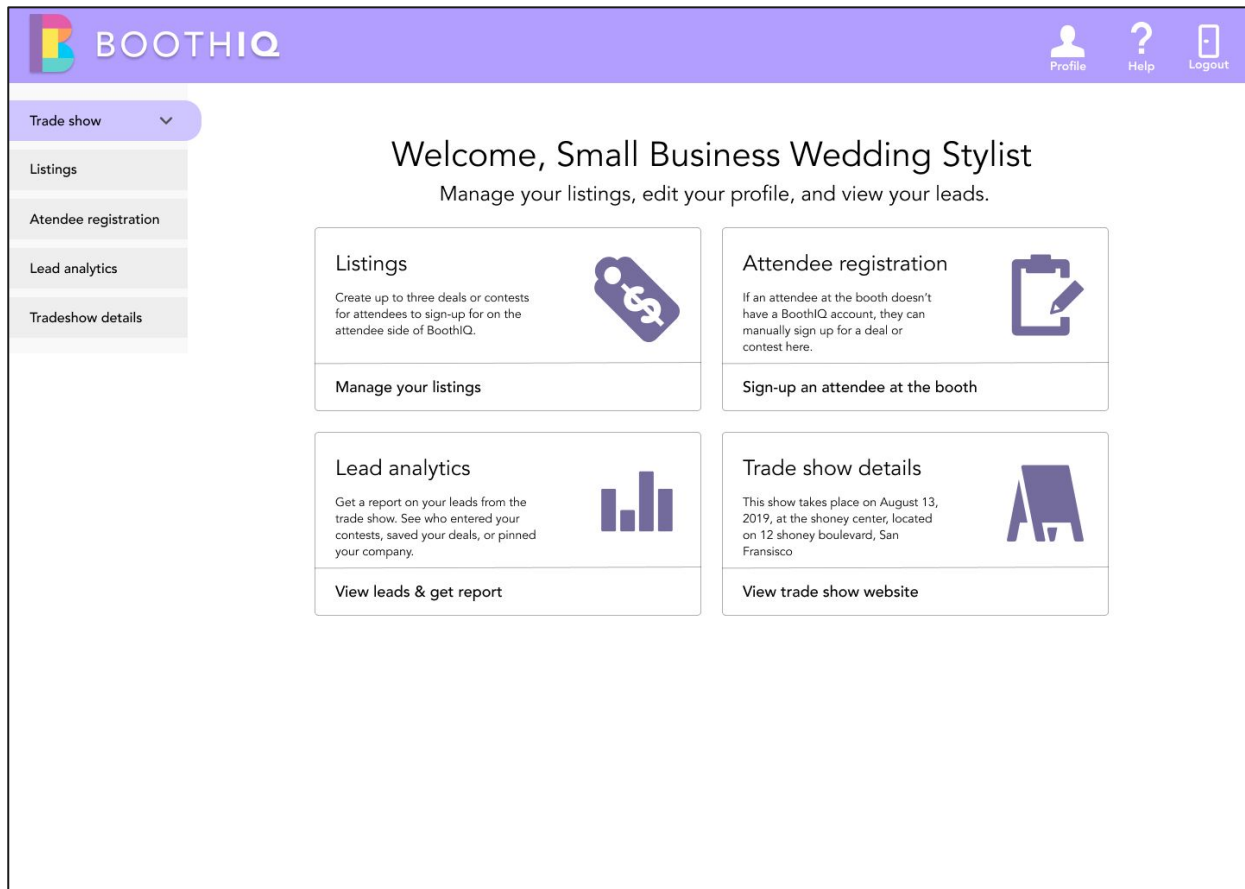 BOOTHIQ
Profile
Help
Logout
Trade show
Listings
Atendee registration
Lead analytics
Tradeshow details
Welcome, Small Business Wedding Stylist
Manage your listings, edit your profile, and view your leads.
Listings
Create up to three deals or contests
for attendees to sign-up for on the
attendee side of BoothIQ.
Manage your listings
Attendee registration
If an attendee at the booth doesn't
have a BoothIQ account, they can
manually sign up for a deal or
contest here.
Sign-up an attendee at the booth
Lead analytics
Get a report on your leads from the
trade show. See who entered your
contests, saved your deals, or pinned
your company.
View leads & get report
Trade show details
This show takes place on August 13,
2019, at the shoney center, located
on 12 shoney boulevard, San
Fransisco
View trade show website